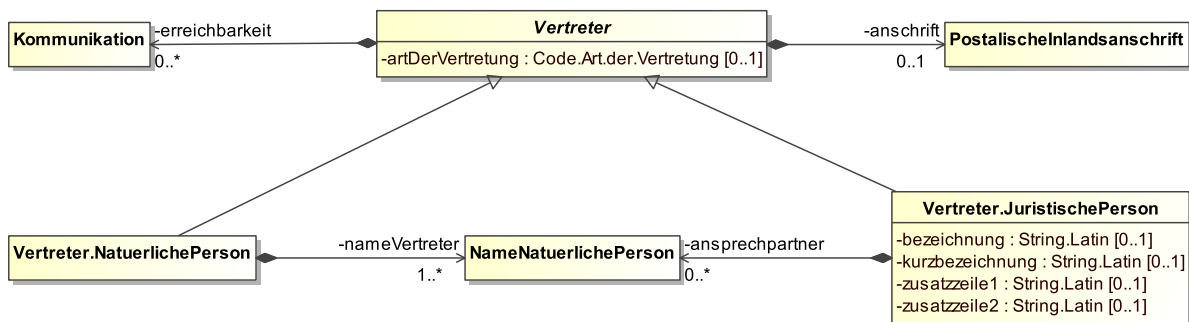 Kommunikation
-erreichbarkeit
0..*
Vertreter
-artDerVertretung : Code.Art.der.Vertretung [0..1]
-anschrift
0..1
PostalischeInlandsanschrift
Vertreter.NatuerlichePerson
-nameVertreter
1..*
NameNatuerlichePerson
-ansprechpartner
0..*
Vertreter.JuristischePerson
-bezeichnung : String.Latin [0..1]
-kurzbezeichnung : String.Latin [0..1]
-zusatzzeile1 : String.Latin [0..1]
-zusatzzeile2 : String.Latin [0..1]